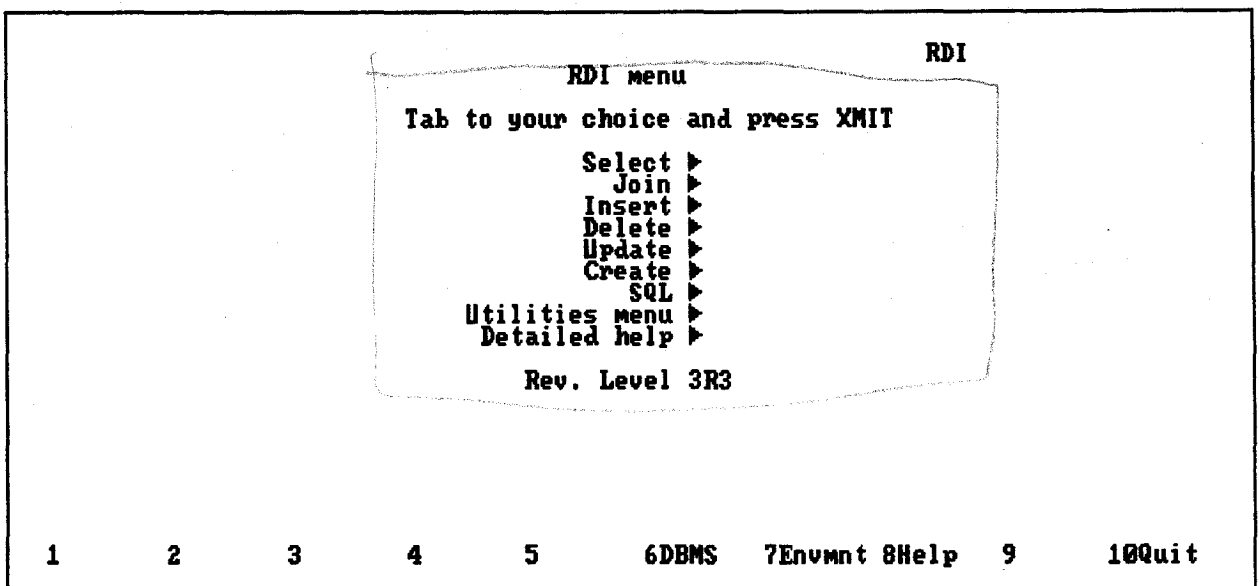 RDI
RDI menu
Tab to your choice and press XMIT
Select ▶
Join ▶
Insert ▶
Delete ▶
Update ▶
Create ▶
SQL ▶
Utilities menu ▶
Detailed help ▶
Rev. Level 3R3
1 2 3 4 5 6DBMS 7Envmnt 8Help 9 10Quit